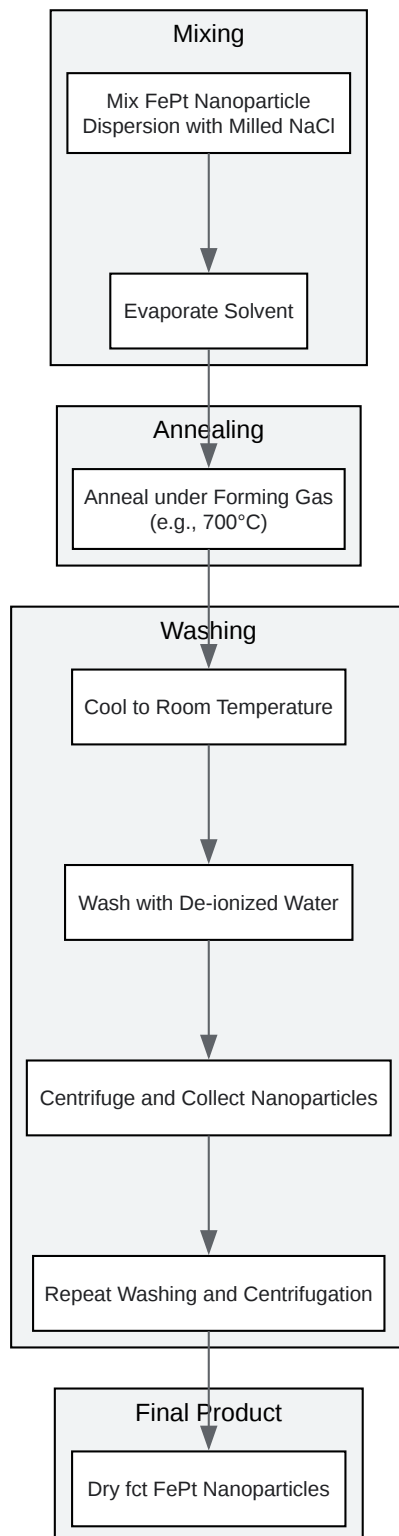 Mixing
Mix FePt Nanoparticle
Dispersion with Milled NaCl
Evaporate Solvent
Annealing
Anneal under Forming Gas
(e.g., 700°C)
Washing
Cool to Room Temperature
Wash with De-ionized Water
Centrifuge and Collect Nanoparticles
Repeat Washing and Centrifugation
Final Product
Dry fct FePt Nanoparticles